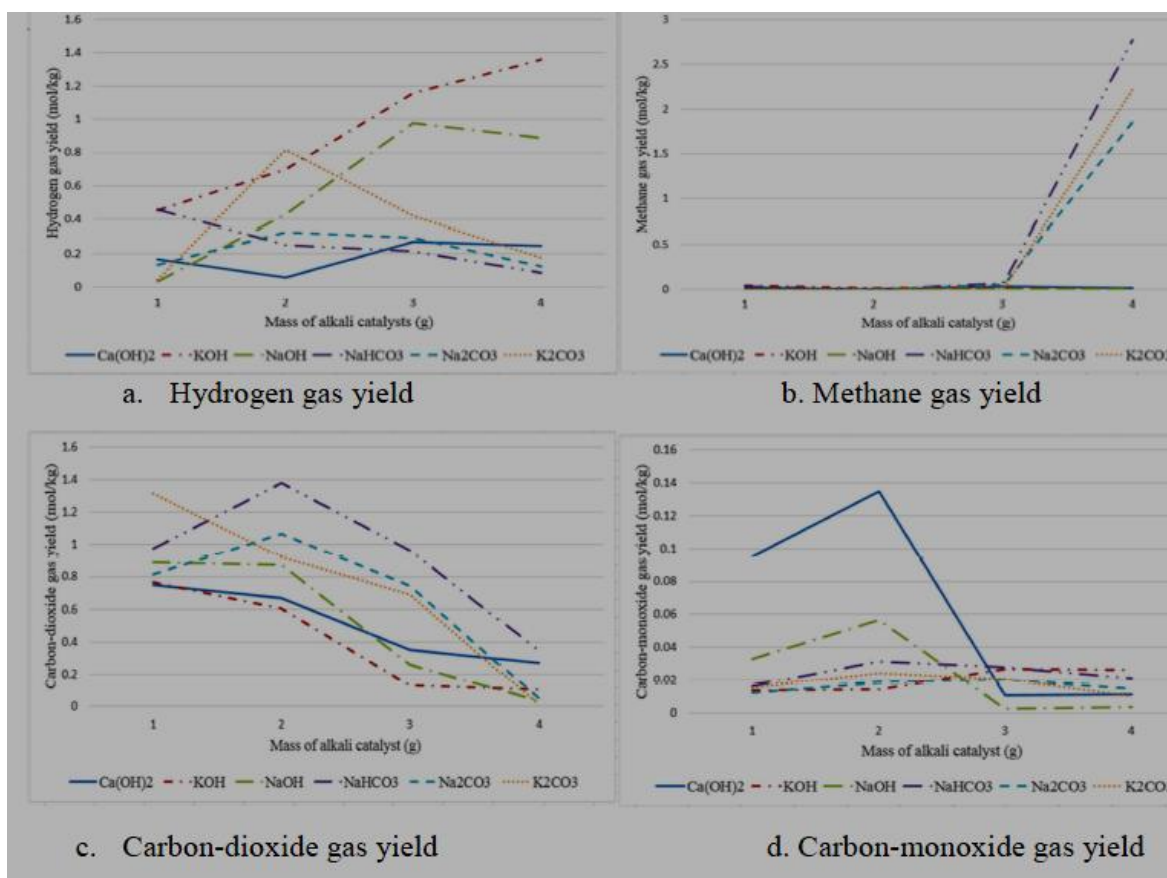 1.6
1.4
1.2
1
0.8
0.6
0.4
0.2
0
Hydrogen gas yield (mol/kg)
1 2 3 4
Mass of alkali catalysts (g)
Ca(OH)2 KOH NaOH NaHCO3 Na2CO3 K2CO3
a. Hydrogen gas yield
3
2.5
2
1.5
1
0.5
0
Methane gas yield (mol/kg)
1 2 3 4
Mass of alkali catalyst (g)
Ca(OH)2 KOH NaOH NaHCO3 Na2CO3 K2CO3
b. Methane gas yield
1.6
1.4
1.2
1
0.8
0.6
0.4
0.2
0
Carbon-dioxide gas yield (mol/kg)
1 2 3 4
Mass of alkali catalyst (g)
Ca(OH)2 KOH NaOH NaHCO3 Na2CO3 K2CO3
c. Carbon-dioxide gas yield
0.16
0.14
0.12
0.1
0.08
0.06
0.04
0.02
0
Carbon-monoxide gas yield (mol/kg)
1 2 3 4
Mass of alkali catalyst (g)
Ca(OH)2 KOH NaOH NaHCO3 Na2CO3 K2CO3
d. Carbon-monoxide gas yield